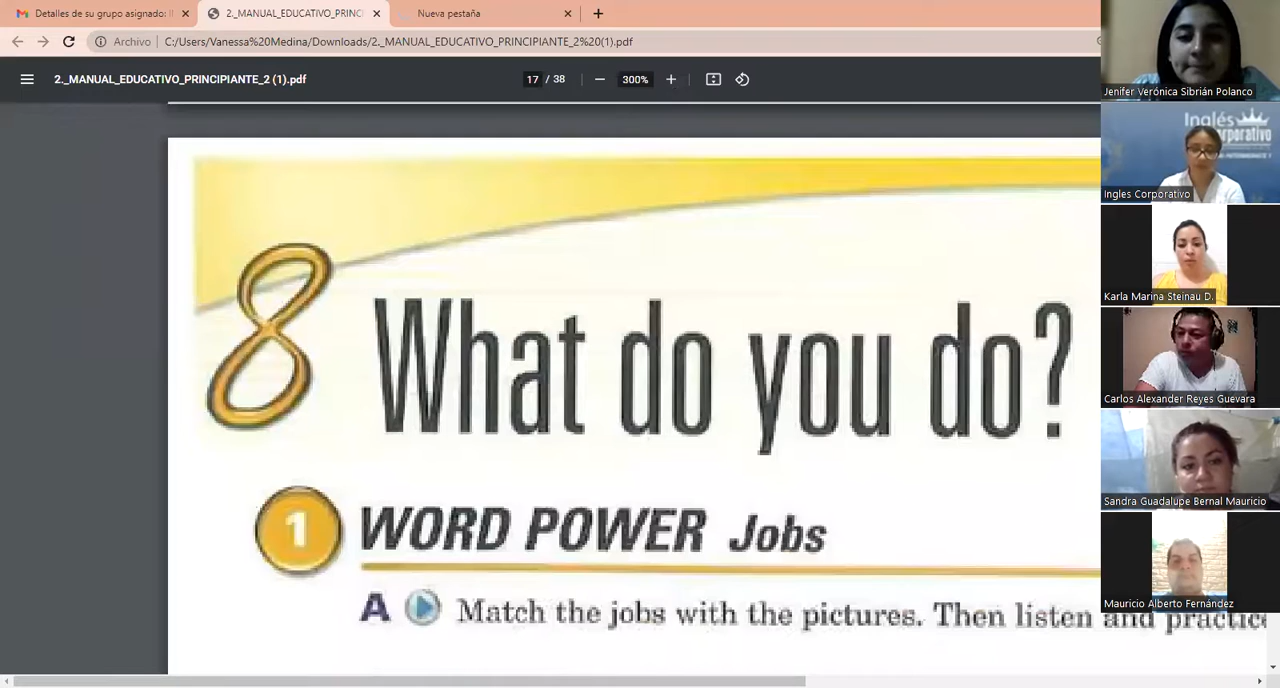 Detalles de su grupo asignado: I
2._MANUAL_EDUCATIVO_PRINCI
Nueva pestaña
Archivo
C:/Users/Vanessa%20Medina/Downloads/2._MANUAL_EDUCATIVO_PRINCIPIANTE_2%20(1).pdf
2._MANUAL_EDUCATIVO_PRINCIPIANTE_2 (1).pdf
17 / 38
300%
8 What do you do?
1 WORD POWER Jobs
A Match the jobs with the pictures. Then listen and practice
Jenifer Verónica Sibrián Polanco
Inglés
Corporativo
Ingles Corporativo
Karla Marina Steinau D.
Carlos Alexander Reyes Guevara
Sandra Guadalupe Bernal Mauricio
Mauricio Alberto Fernández